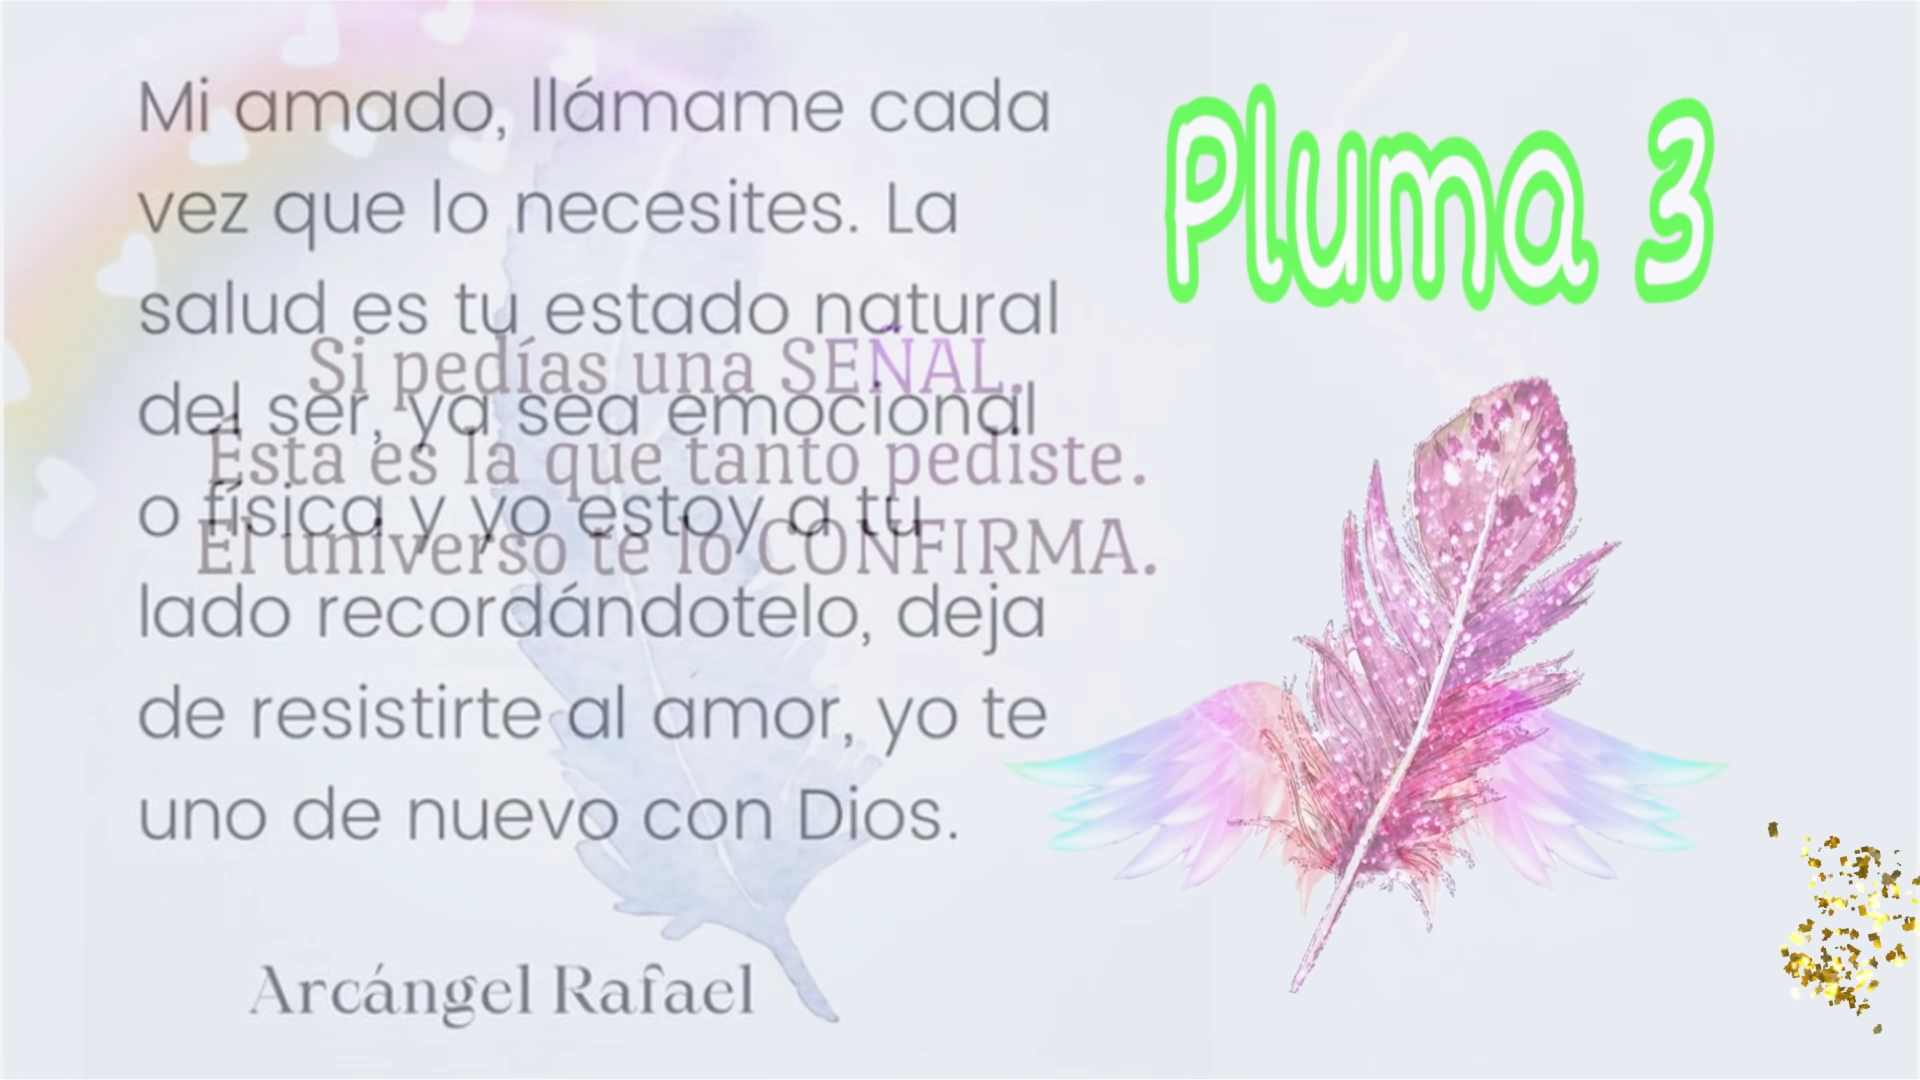 Mi amado, llámame cada
vez que lo necesites. La
salud es tu estado natural
del ser, ya sea emocional
o física y yo estoy a tu
lado recordándotelo, deja
de resistirte al amor, yo te
uno de nuevo con Dios.
Arcángel Rafael
Si pedías una SEÑAL.
Ésta es la que tanto pediste.
El universo te lo CONFIRMA.
Pluma 3